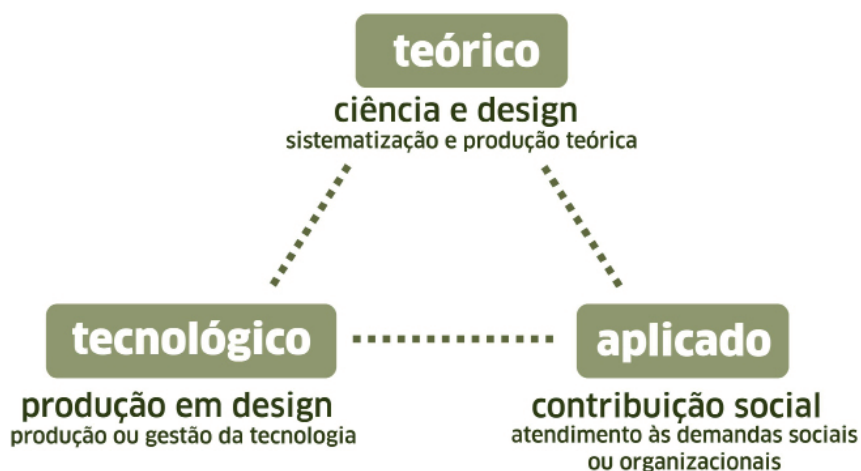 teórico
ciência e design
sistematização e produção teórica
tecnológico
produção em design
produção ou gestão da tecnologia
aplicado
contribuição social
atendimento às demandas sociais
ou organizacionais